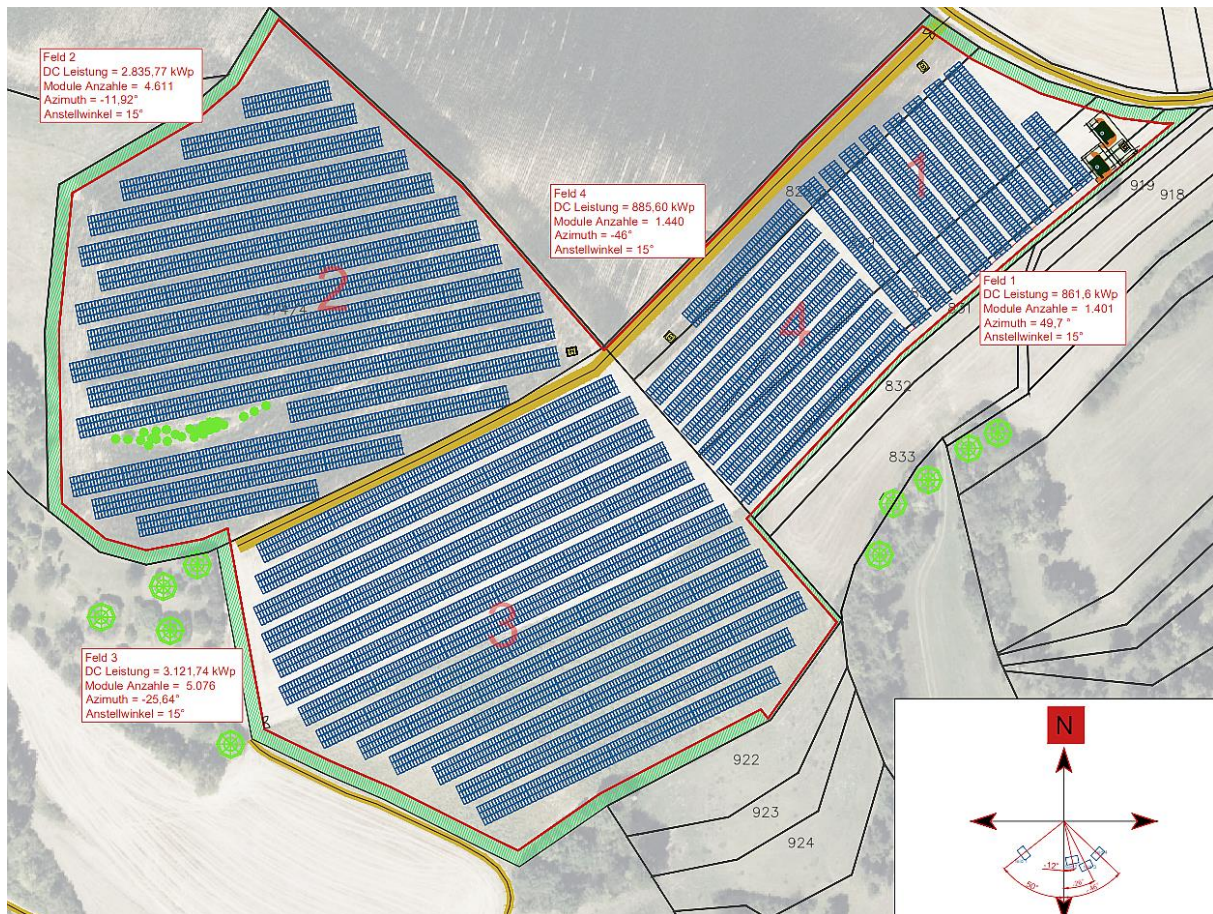 Feld 2
DC Leistung = 2.835,77 kWp
Module Anzahle = 4.611
Azimuth = -11,92°
Anstellwinkel = 15°
Feld 4
DC Leistung = 885,60 kWp
Module Anzahle = 1.440
Azimuth = -46°
Anstellwinkel = 15°
1
919
918
2
Feld 1
DC Leistung = 861,6 kWp
Module Anzahle = 1.401
Azimuth = 49,7 °
Anstellwinkel = 15°
4
831
832
833
3
Feld 3
DC Leistung = 3.121,74 kWp
Module Anzahle = 5.076
Azimuth = -25,64°
Anstellwinkel = 15°
922
923
924
N
-12°
50°
-26°
-46°